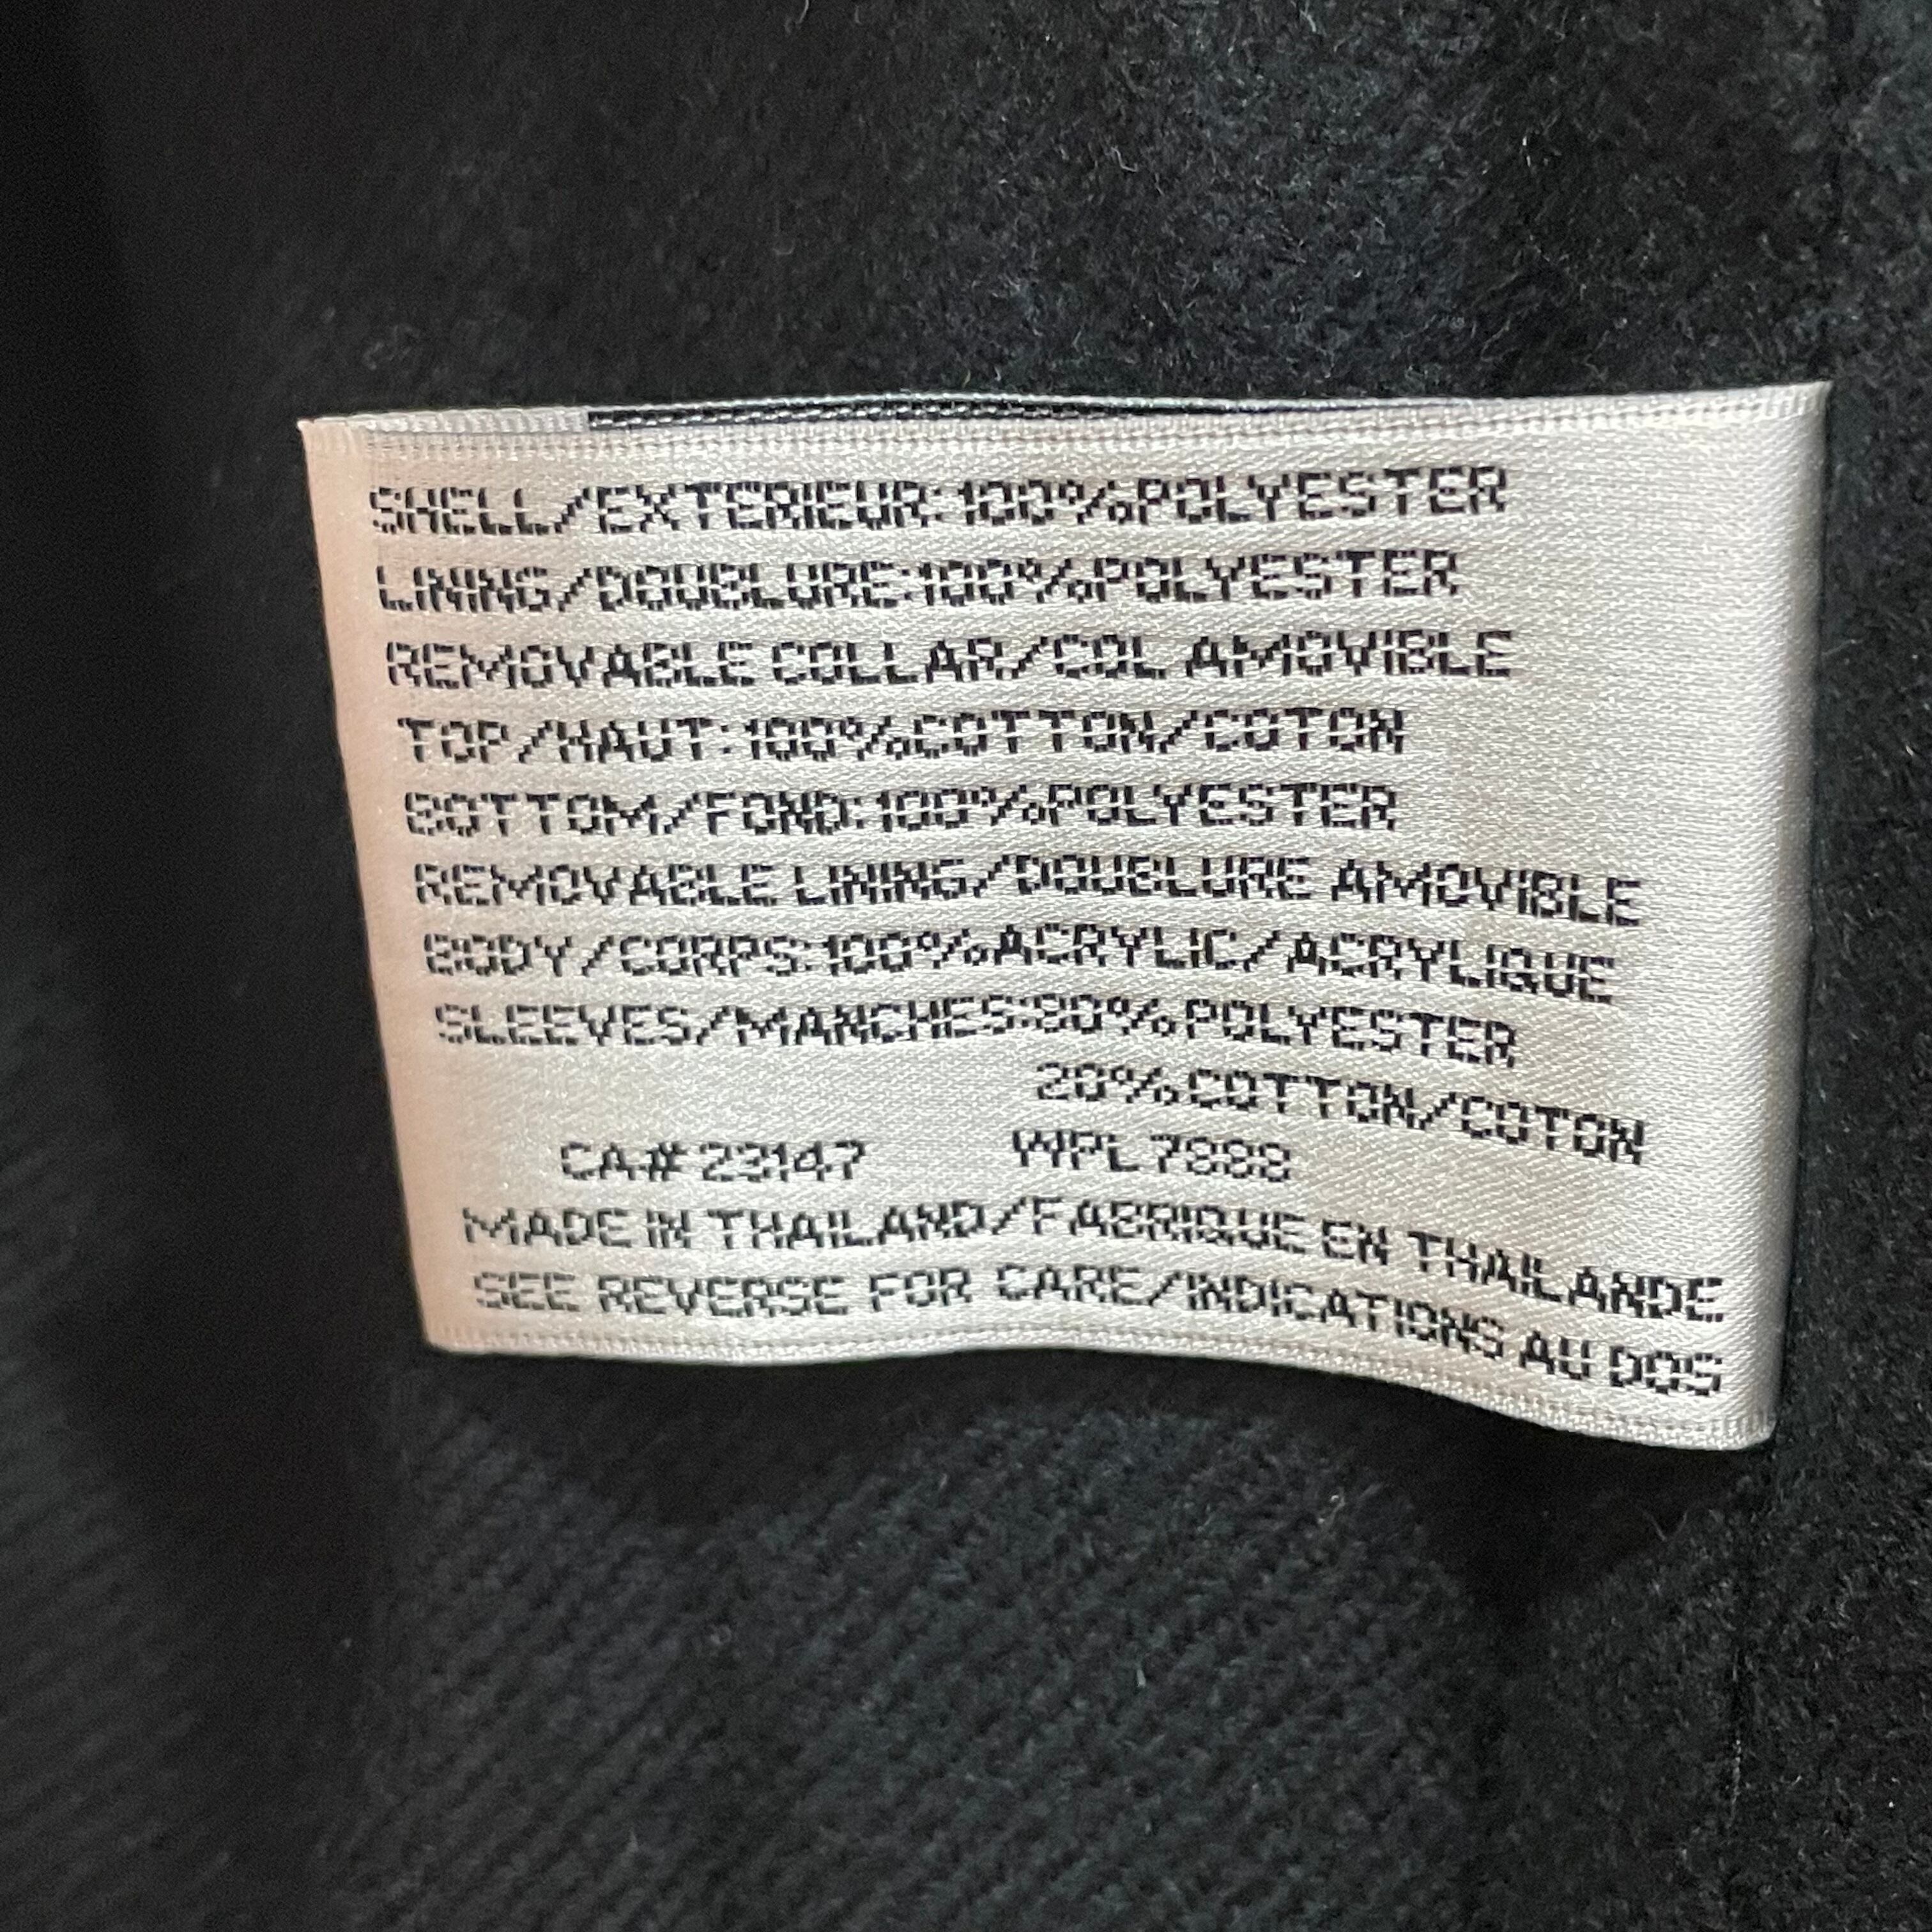 SHELL/EXTERIEUR:100%POLYESTER
LINING/DOUBLURE:100%POLYESTER
REMOVABLE COLLAR/COL AMOVIBLE
TOP/HAUT:100%COTTON/COTON
BOTTOM/FOND:100%POLYESTER
REMOVABLE LINING/DOUBLURE AMOVIBLE
BODY/CORPS:100%ACRYLIC/ACRYLIQUE
SLEEVES/MANCHES:80%POLYESTER
20%COTTON/COTON
CA# 23147 WPL 7888
MADE IN THAILAND/FABRIQUE EN THAILANDE
SEE REVERSE FOR CARE/INDICATIONS AU DOS